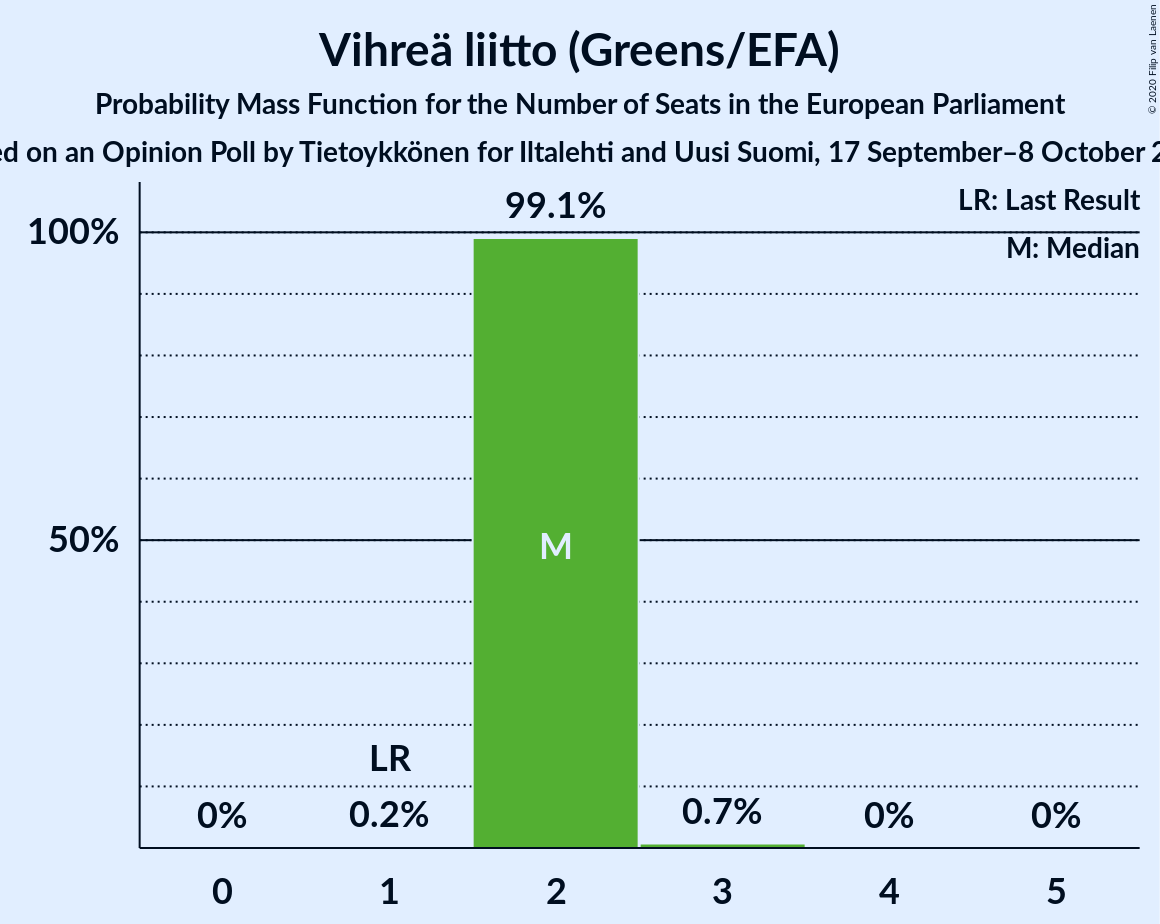 Vihreä liitto (Greens/EFA)
Probability Mass Function for the Number of Seats in the European Parliament
on an Opinion Poll by Tietoykkönen for Iltalehti and Uusi Suomi, 17 September–8 October
© 2020 Filip van Laenen
LR: Last Result
M: Median
99.1%
100%
50%
M
LR
0%
0.2%
0.7%
0%
0%
0
1
2
3
4
5